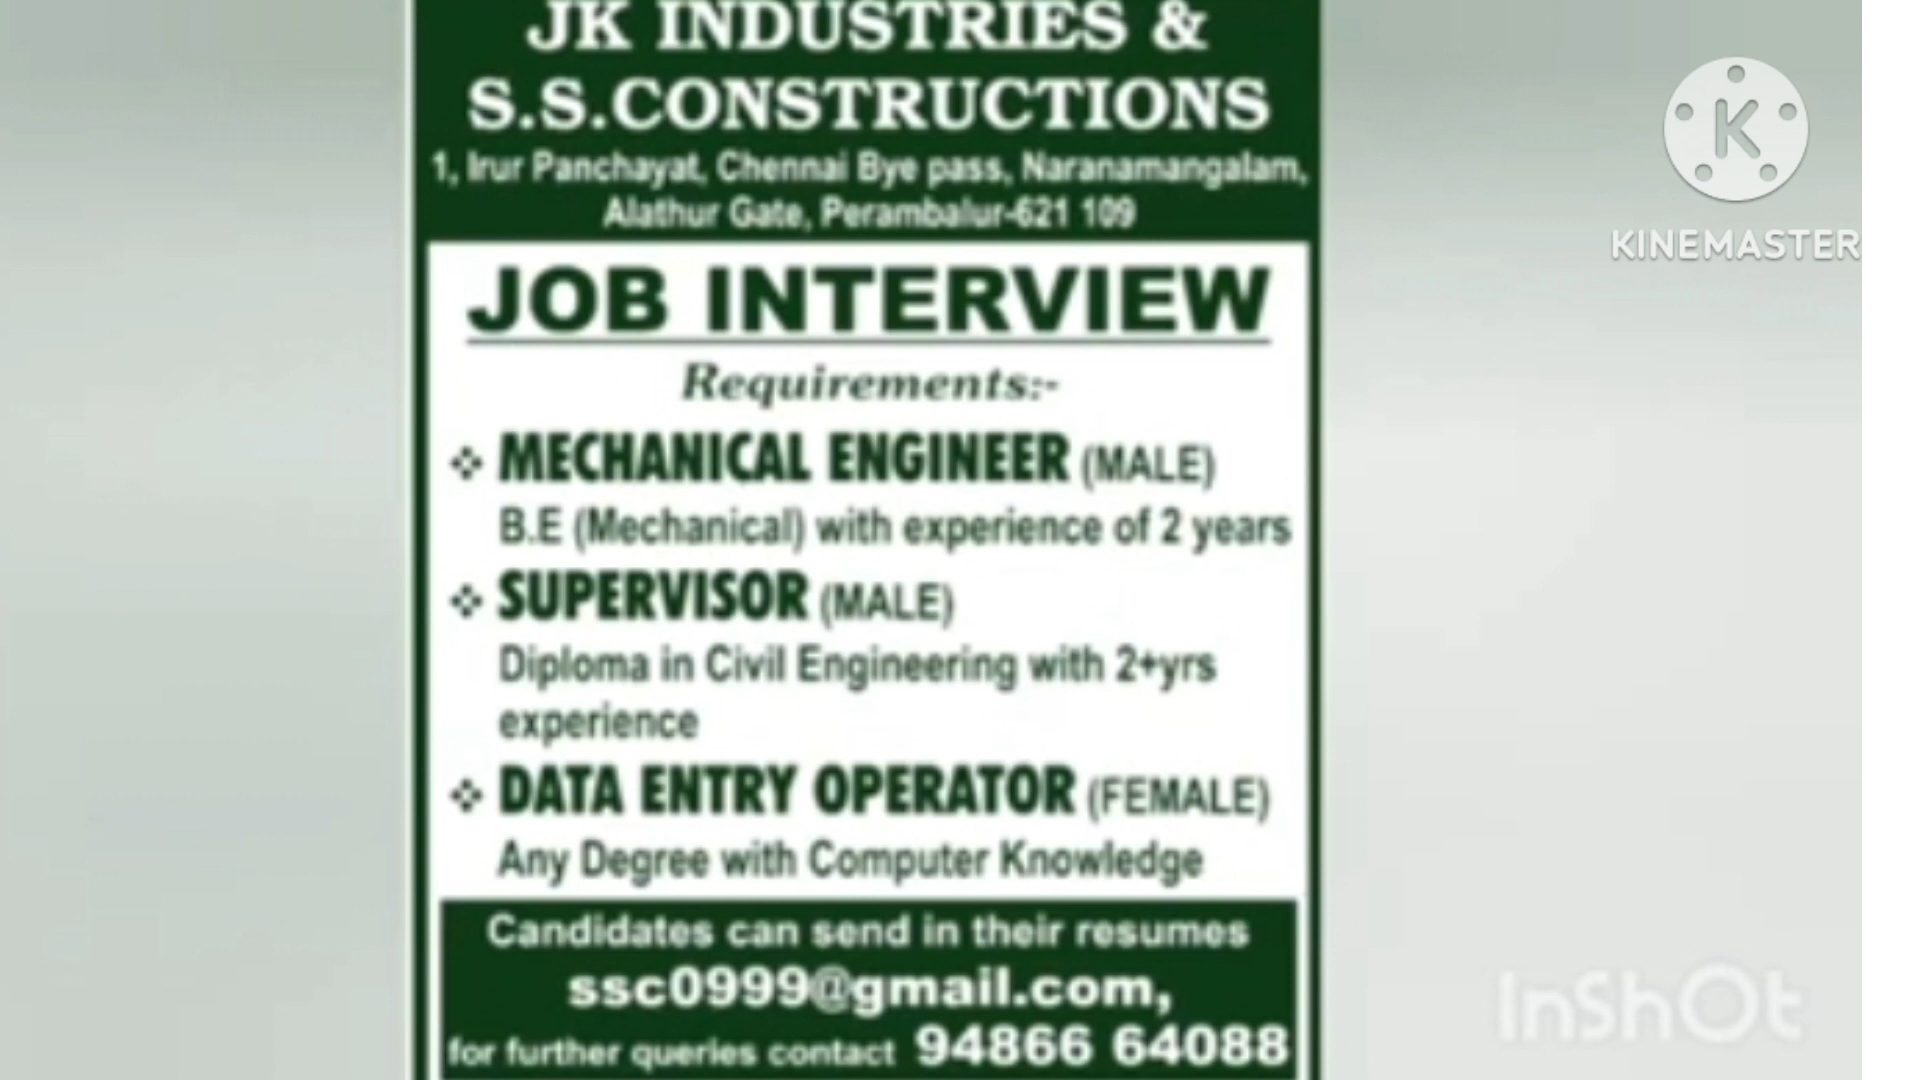 JK INDUSTRIES &
S.S.CONSTRUCTIONS
1, Irur Panchayat, Chennai Bye pass, Naranamangalam,
Alathur Gate, Perambalur-621 109
JOB INTERVIEW
Requirements:-
MECHANICAL ENGINEER (MALE)
B.E (Mechanical) with experience of 2 years
SUPERVISOR (MALE)
Diploma in Civil Engineering with 2+yrs
experience
DATA ENTRY OPERATOR (FEMALE)
Any Degree with Computer Knowledge
Candidates can send in their resumes
ssc0999@gmail.com,
for further queries contact 94866 64088
K
KINEMASTER
InShOt